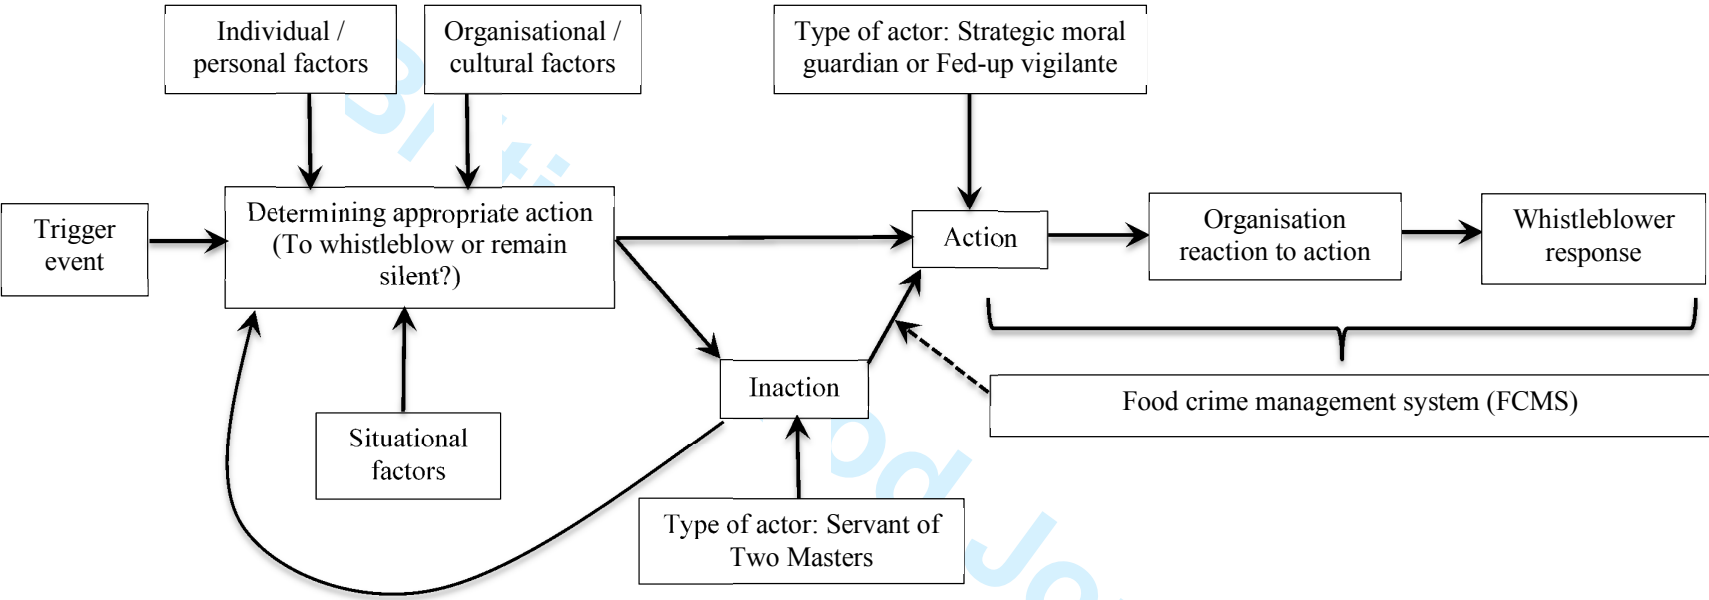 Individual /
personal factors
Organisational /
cultural factors
Type of actor: Strategic moral
guardian or Fed-up vigilante
Trigger
event
Determining appropriate action
(To whistleblow or remain
silent?)
Action
Organisation
reaction to action
Whistleblower
response
Inaction
Food crime management system (FCMS)
Situational
factors
Type of actor: Servant of
Two Masters